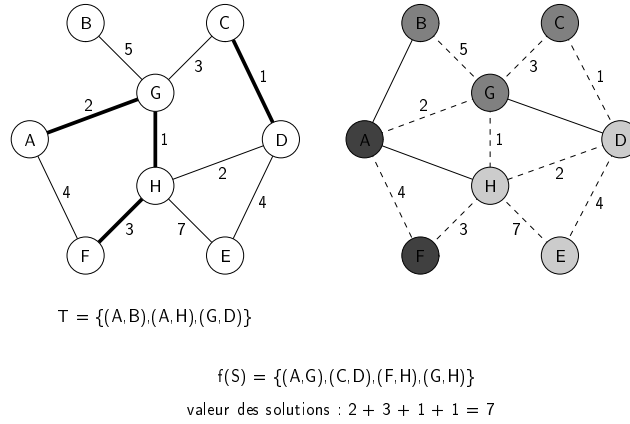 B C B C
5 3 1 5 3 1
G G
2 2
A 1 D A 1 D
H 2 H 2
4 3 7 4 4 3 7 4
F E F E
T = {(A,B),(A,H),(G,D)}
f(S) = {(A,G),(C,D),(F,H),(G,H)}
valeur des solutions : 2 + 3 + 1 + 1 = 7